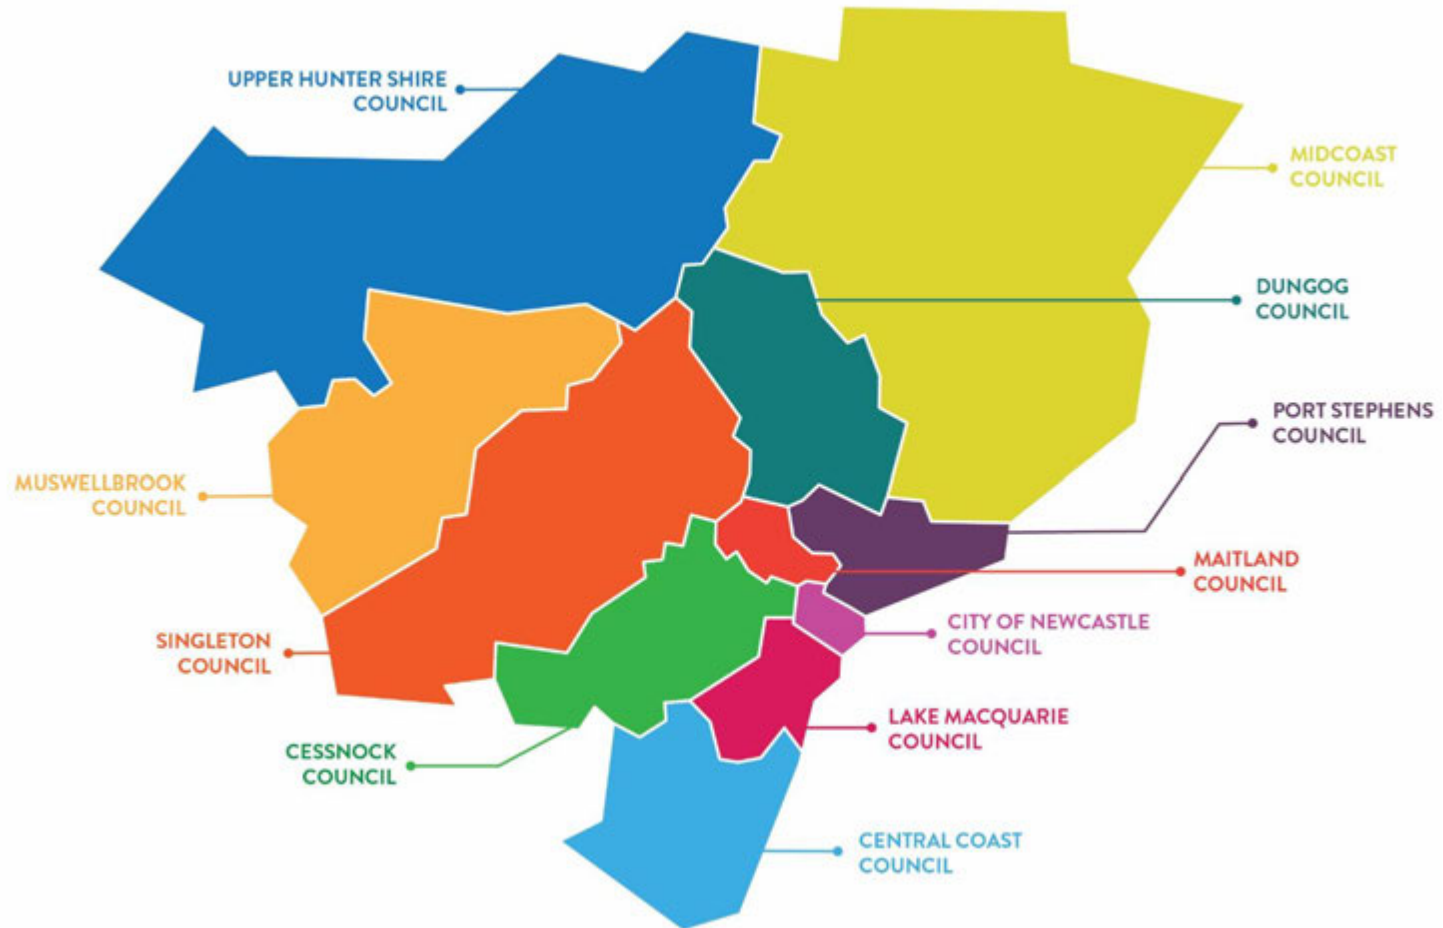 UPPER HUNTER SHIRE
COUNCIL
MIDCOAST
COUNCIL
DUNGOG
COUNCIL
PORT STEPHENS
COUNCIL
MUSWELLBROOK
COUNCIL
MAITLAND
COUNCIL
CITY OF NEWCASTLE
COUNCIL
SINGLETON
COUNCIL
LAKE MACQUARIE
COUNCIL
CESSNOCK
COUNCIL
CENTRAL COAST
COUNCIL